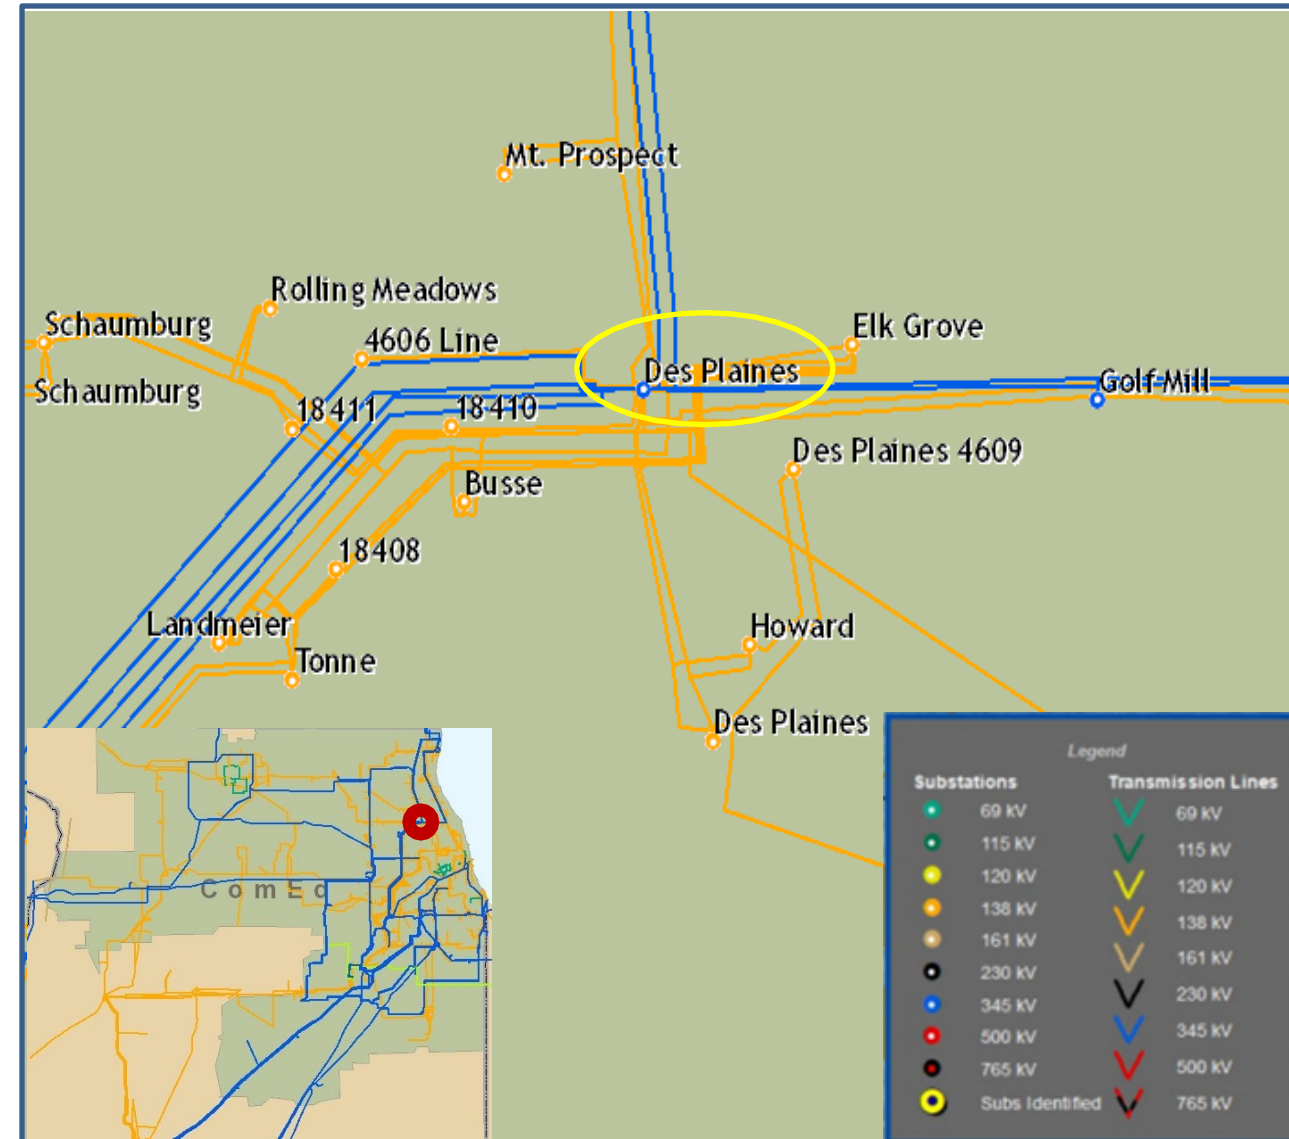 Mt. Prospect
Rolling Meadows
Schaumburg
4606 Line
Elk Grove
Des Plaines
Schaumburg
Golf Mill
18411
18410
Des Plaines 4609
Busse
18408
Landmeier
Howard
Tonne
Des Plaines
ComEd
Legend
Substations
Transmission Lines
69 kV
69 kV
115 kV
115 kV
120 kV
120 kV
138 kV
138 kV
161 kV
161 kV
230 kV
230 kV
345 kV
345 kV
500 kV
500 kV
765 kV
765 kV
Subs Identified